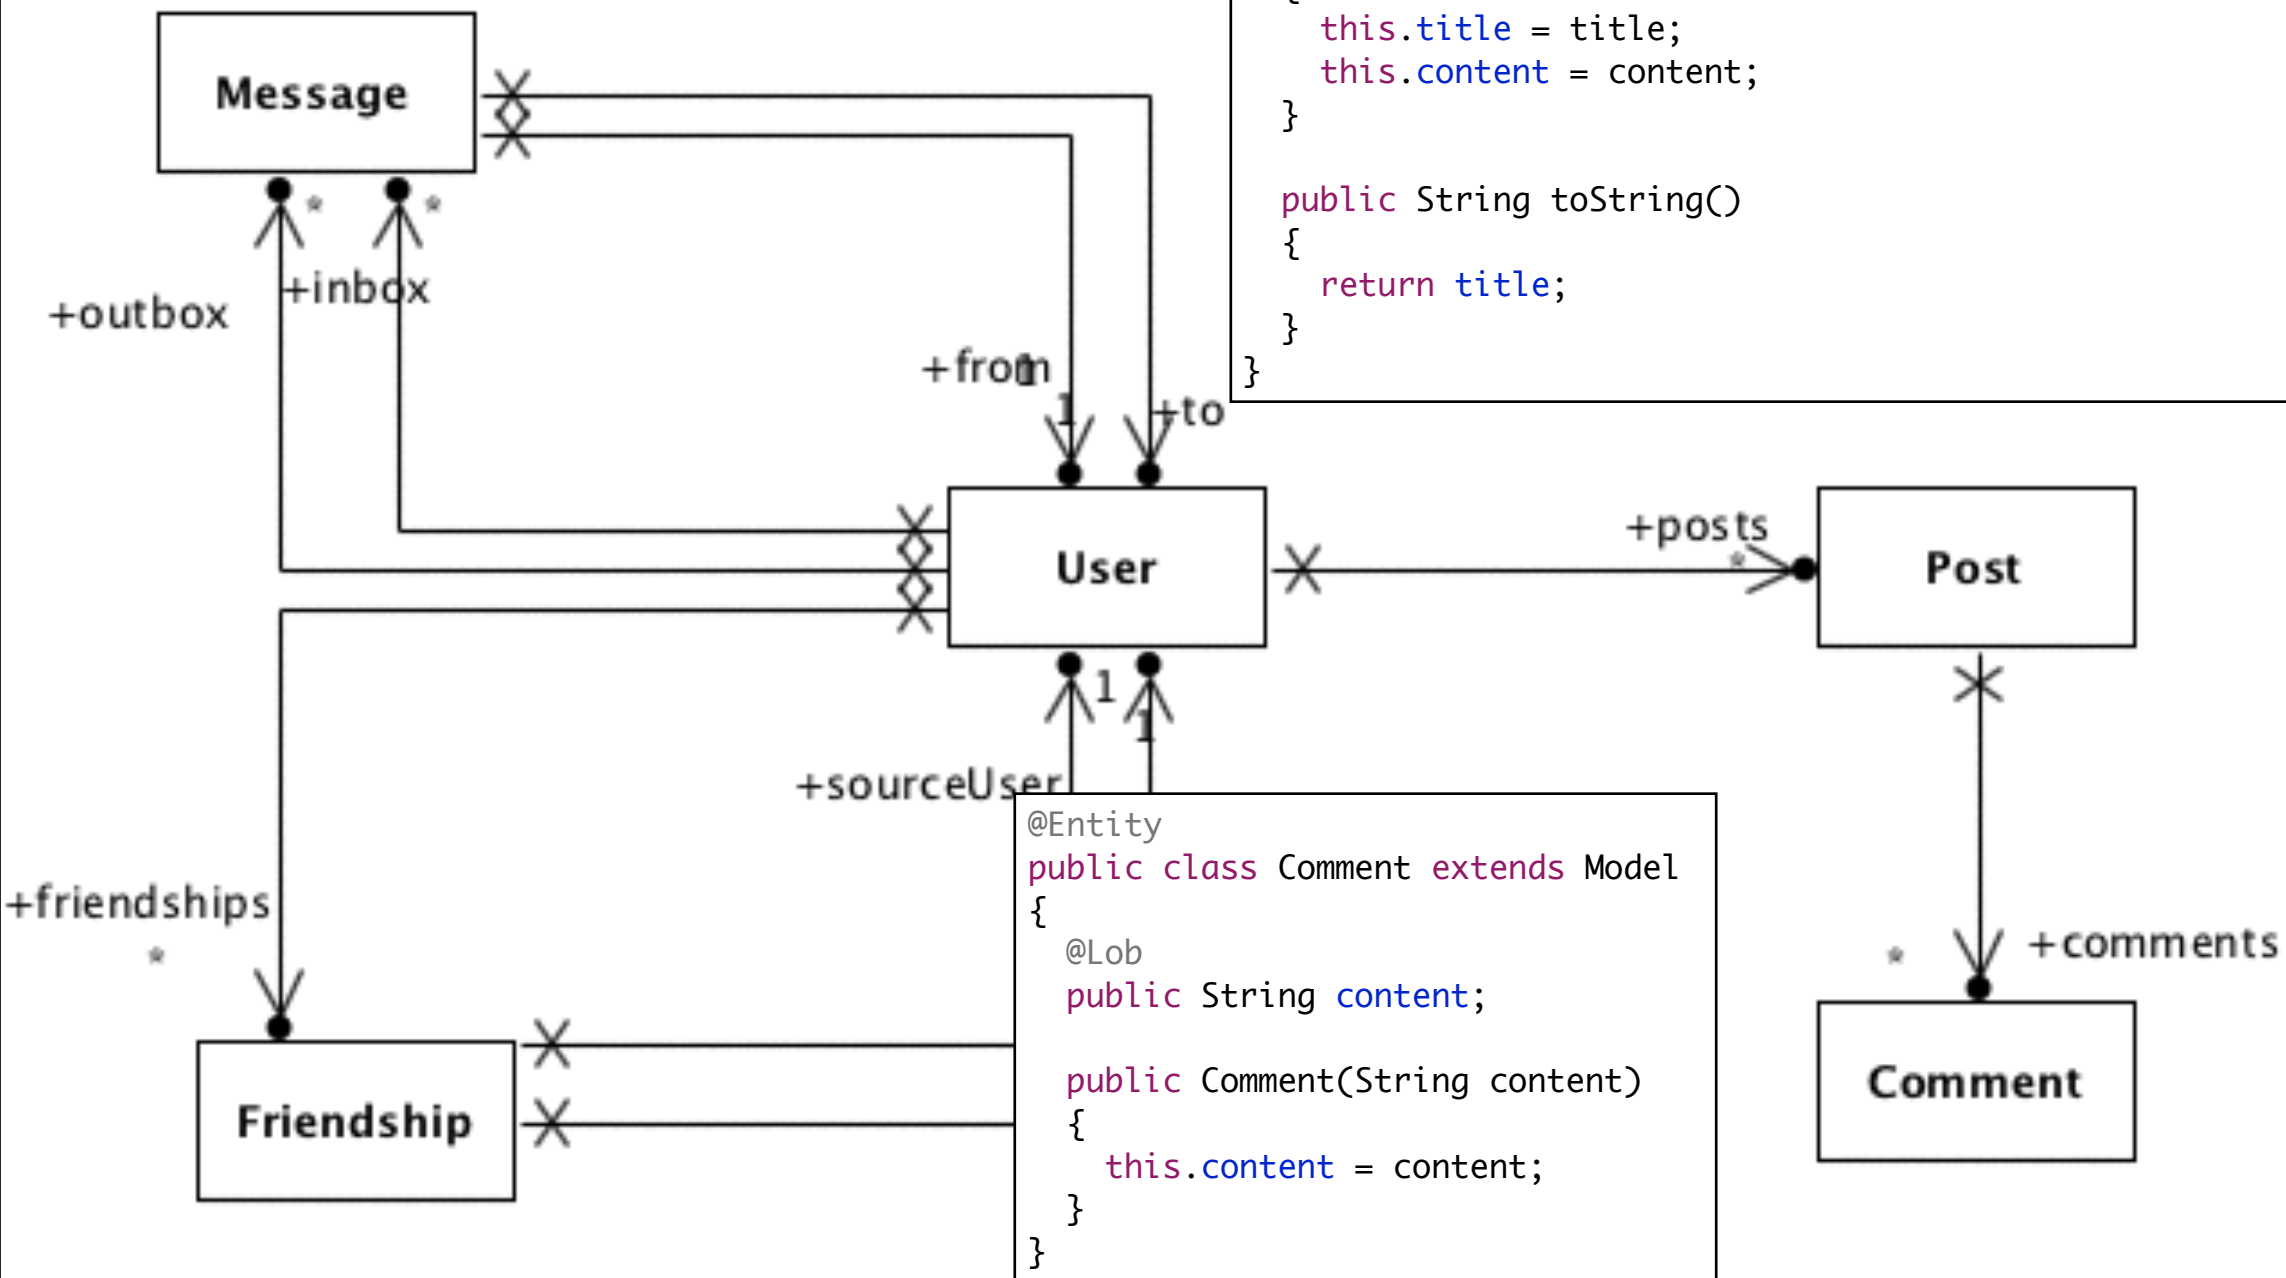 Message
*
*
+outbox
+inbox
+from
1
1
+to
User
+posts
*
Post
1
1
+sourceUser
+friendships
*
Friendship
*
+comments
Comment
{
this.title = title;
this.content = content;
}
public String toString()
{
return title;
}
}
@Entity
public class Comment extends Model
{
@Lob
public String content;
public Comment(String content)
{
this.content = content;
}
}